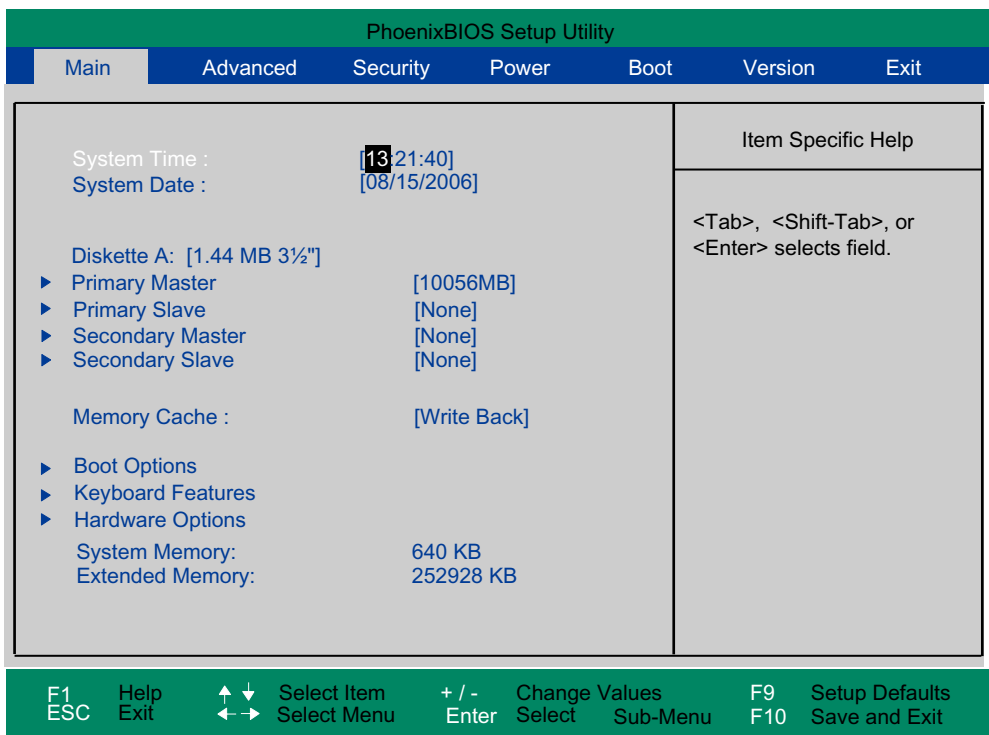 PhoenixBIOS Setup Utility
Main Advanced Security Power Boot Version Exit
System Time : [13:21:40]
System Date : [08/15/2006]
Diskette A: [1.44 MB 3½"]
Primary Master [10056MB]
Primary Slave [None]
Secondary Master [None]
Secondary Slave [None]
Memory Cache : [Write Back]
Boot Options
Keyboard Features
Hardware Options
System Memory: 640 KB
Extended Memory: 252928 KB
Item Specific Help
<Tab>, <Shift-Tab>, or
<Enter> selects field.
F1 Help Select Item + / - Change Values F9 Setup Defaults
ESC Exit Select Menu Enter Select Sub-Menu F10 Save and Exit